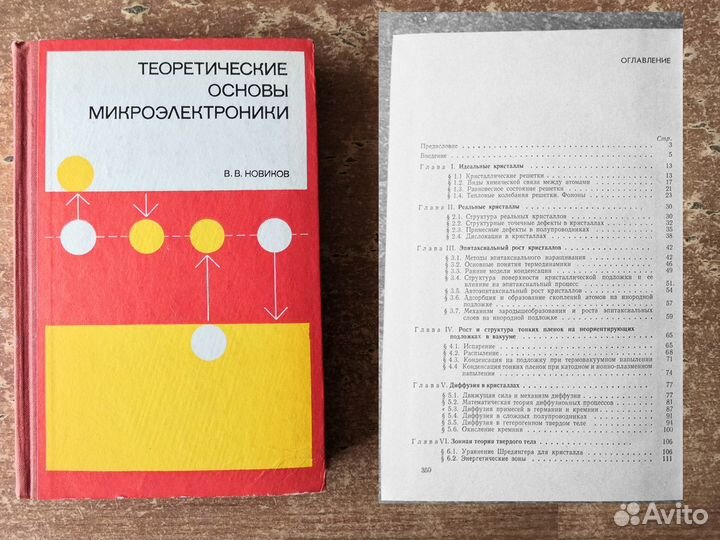 ТЕОРЕТИЧЕСКИЕ
ОСНОВЫ
МИКРОЭЛЕКТРОНИКИ
В. В. НОВИКОВ
ОГЛАВЛЕНИЕ
Стр.
Предисловие 3
Введение 5
Глава I. Идеальные кристаллы 13
§ 1.1 Кристаллические решетки 13
§ 1.2. Виды химической связи между атомами 17
§ 1.3. Равновесное состояние решетки 21
§ 1.4. Тепловые колебания решетки. Фононы 23
Глава II. Реальные кристаллы 30
§ 2.1. Структура реальных кристаллов 30
§ 2.2. Структурные точечные дефекты в кристаллах 32
§ 2.3. Примесные дефекты в полупроводниках 35
§ 2.4. Дислокации в кристаллах 38
Глава III. Эпитаксиальный рост кристаллов 42
§ 3.1. Методы эпитаксиального наращивания 42
§ 3.2. Основные понятия термодинамики 46
§ 3.3. Ранние модели конденсации 49
§ 3.4. Структура поверхности кристаллической подложки и ее
влияние на эпитаксиальный процесс 51
§ 3.5. Автоэпитаксиальный рост кристаллов 54
§ 3.6. Адсорбция и образование скоплений атомов на инородной
подложке 57
§ 3.7. Механизм зародышеобразования и роста эпитаксиальных
слоев на инородной подложке 59
Глава IV. Рост и структура тонких пленок на неориентирующих
подложках в вакууме 65
§ 4.1. Испарение 65
§ 4.2. Распыление 68
§ 4.3. Конденсация на подложку при термовакуумном напылении 71
§ 4.4 Конденсация тонких пленок при катодном и ионно-плазменном
напылении 74
Глава V. Диффузия в кристаллах 77
§ 5.1. Движущая сила и механизм диффузии 77
§ 5.2. Математическая теория диффузионных процессов 81
§ 5.3. Диффузия примесей в германии и кремнии 87
§ 5.4. Диффузия в сложных полупроводниках 91
§ 5.5. Диффузия в гетерогенном твердом теле 94
§ 5.6. Окисление кремния 100
Глава VI. Зонная теория твердого тела 106
§ 6.1. Уравнение Шредингера для кристалла 106
§ 6.2. Энергетические зоны 111
350
Avito